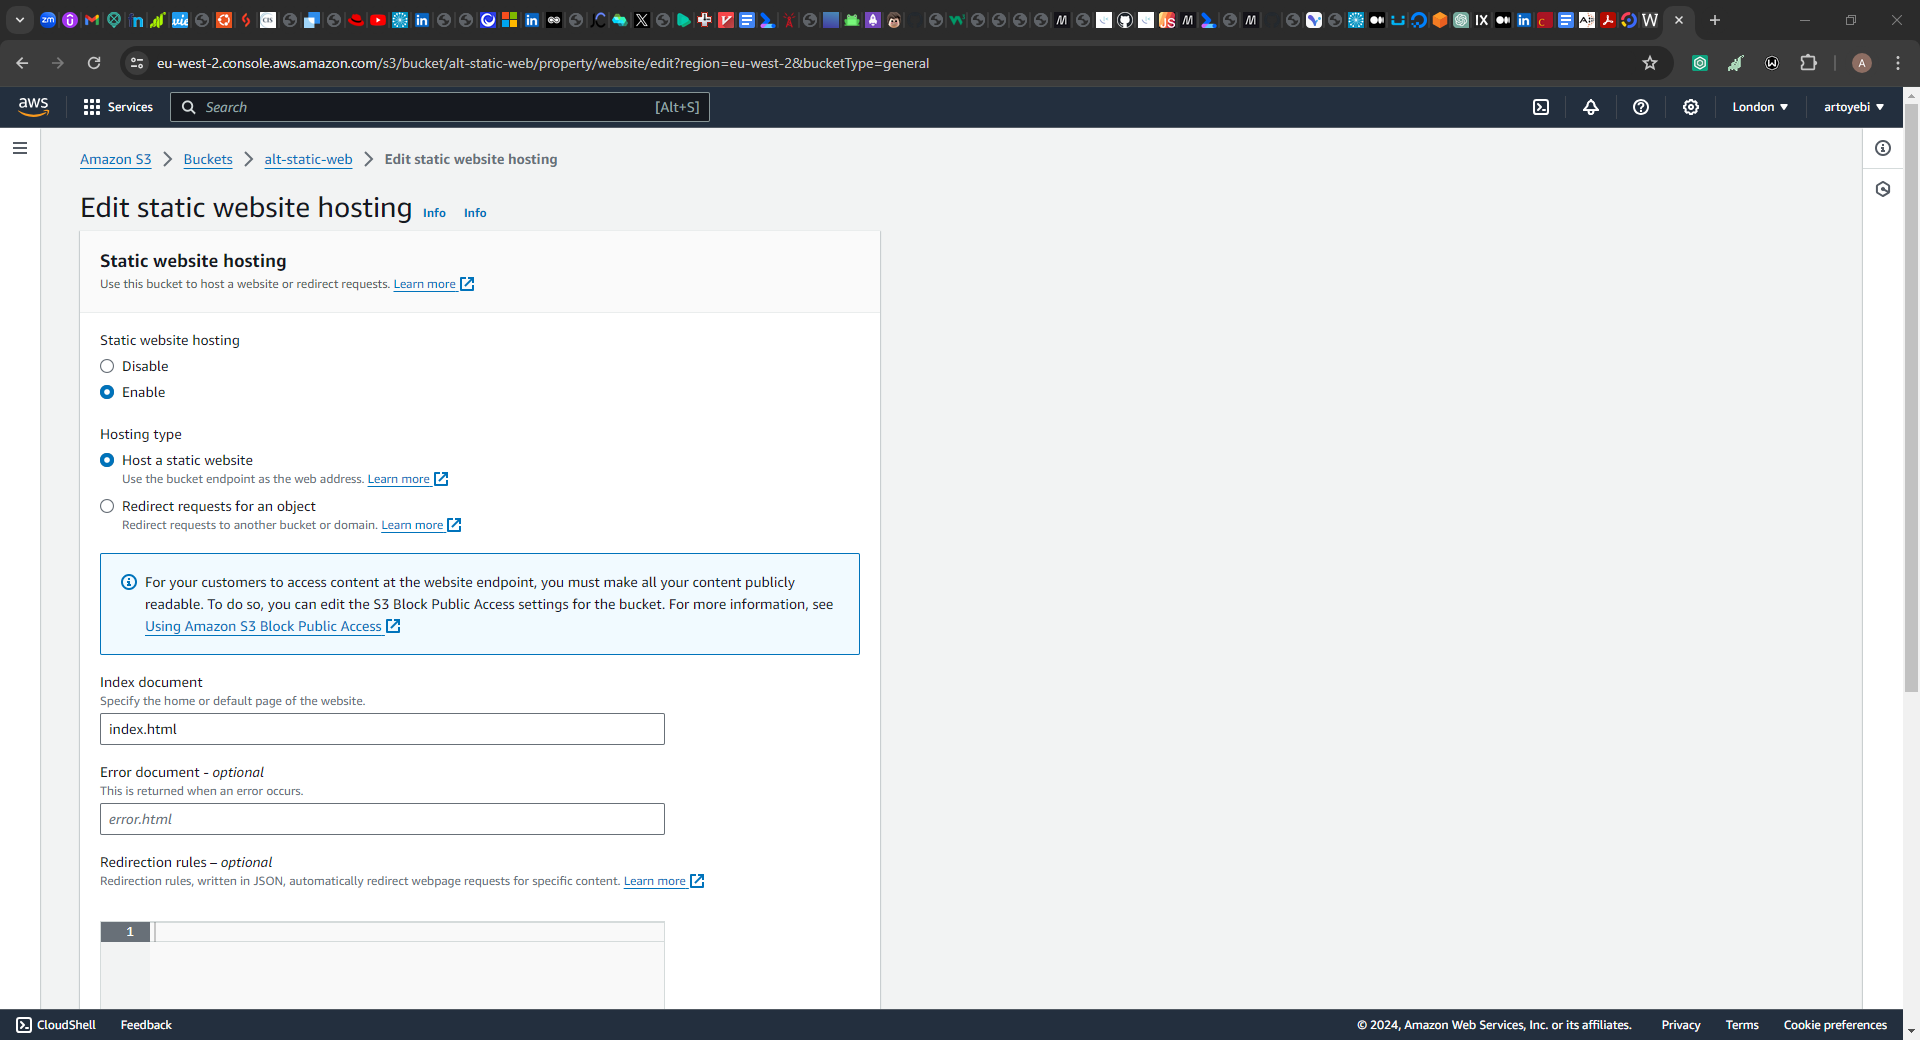 eu-west-2.console.aws.amazon.com/s3/bucket/alt-static-web/property/website/edit?region=eu-west-2&bucketType=general
A
aws
Services
Search
[Alt+S]
London
artoyebi
Amazon S3 > Buckets > alt-static-web > Edit static website hosting
Edit static website hosting Info Info
Static website hosting
Use this bucket to host a website or redirect requests. Learn more
Static website hosting
Disable
Enable
Hosting type
Host a static website
Use the bucket endpoint as the web address. Learn more
Redirect requests for an object
Redirect requests to another bucket or domain. Learn more
For your customers to access content at the website endpoint, you must make all your content publicly
readable. To do so, you can edit the S3 Block Public Access settings for the bucket. For more information, see
Using Amazon S3 Block Public Access
Index document
Specify the home or default page of the website.
index.html
Error document - optional
This is returned when an error occurs.
error.html
Redirection rules – optional
Redirection rules, written in JSON, automatically redirect webpage requests for specific content. Learn more
1
CloudShell Feedback © 2024, Amazon Web Services, Inc. or its affiliates. Privacy Terms Cookie preferences